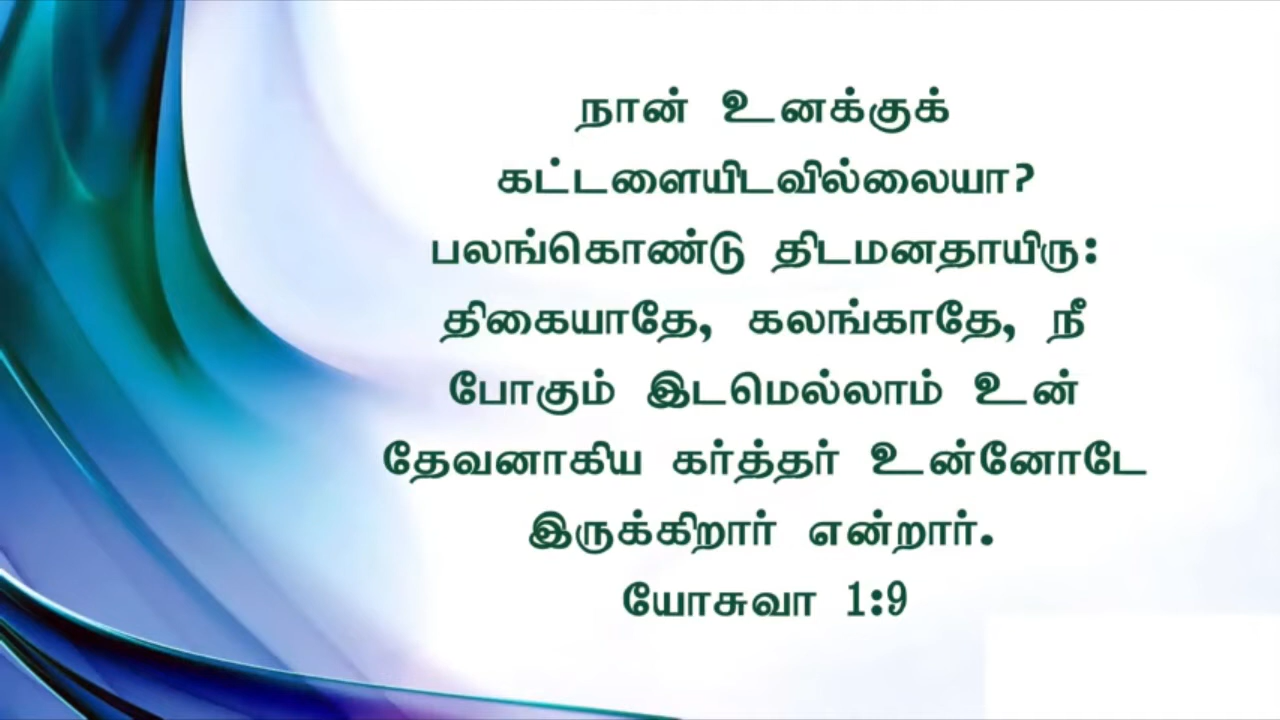 நான் உனக்குக்
கட்டளையிடவில்லையா?
பலங்கொண்டு திடமனதாயிரு:
திகையாதே, கலங்காதே, நீ
போகும் இடமெல்லாம் உன்
தேவனாகிய கர்த்தர் உன்னோடே
இருக்கிறார் என்றார்.
யோசுவா 1:9